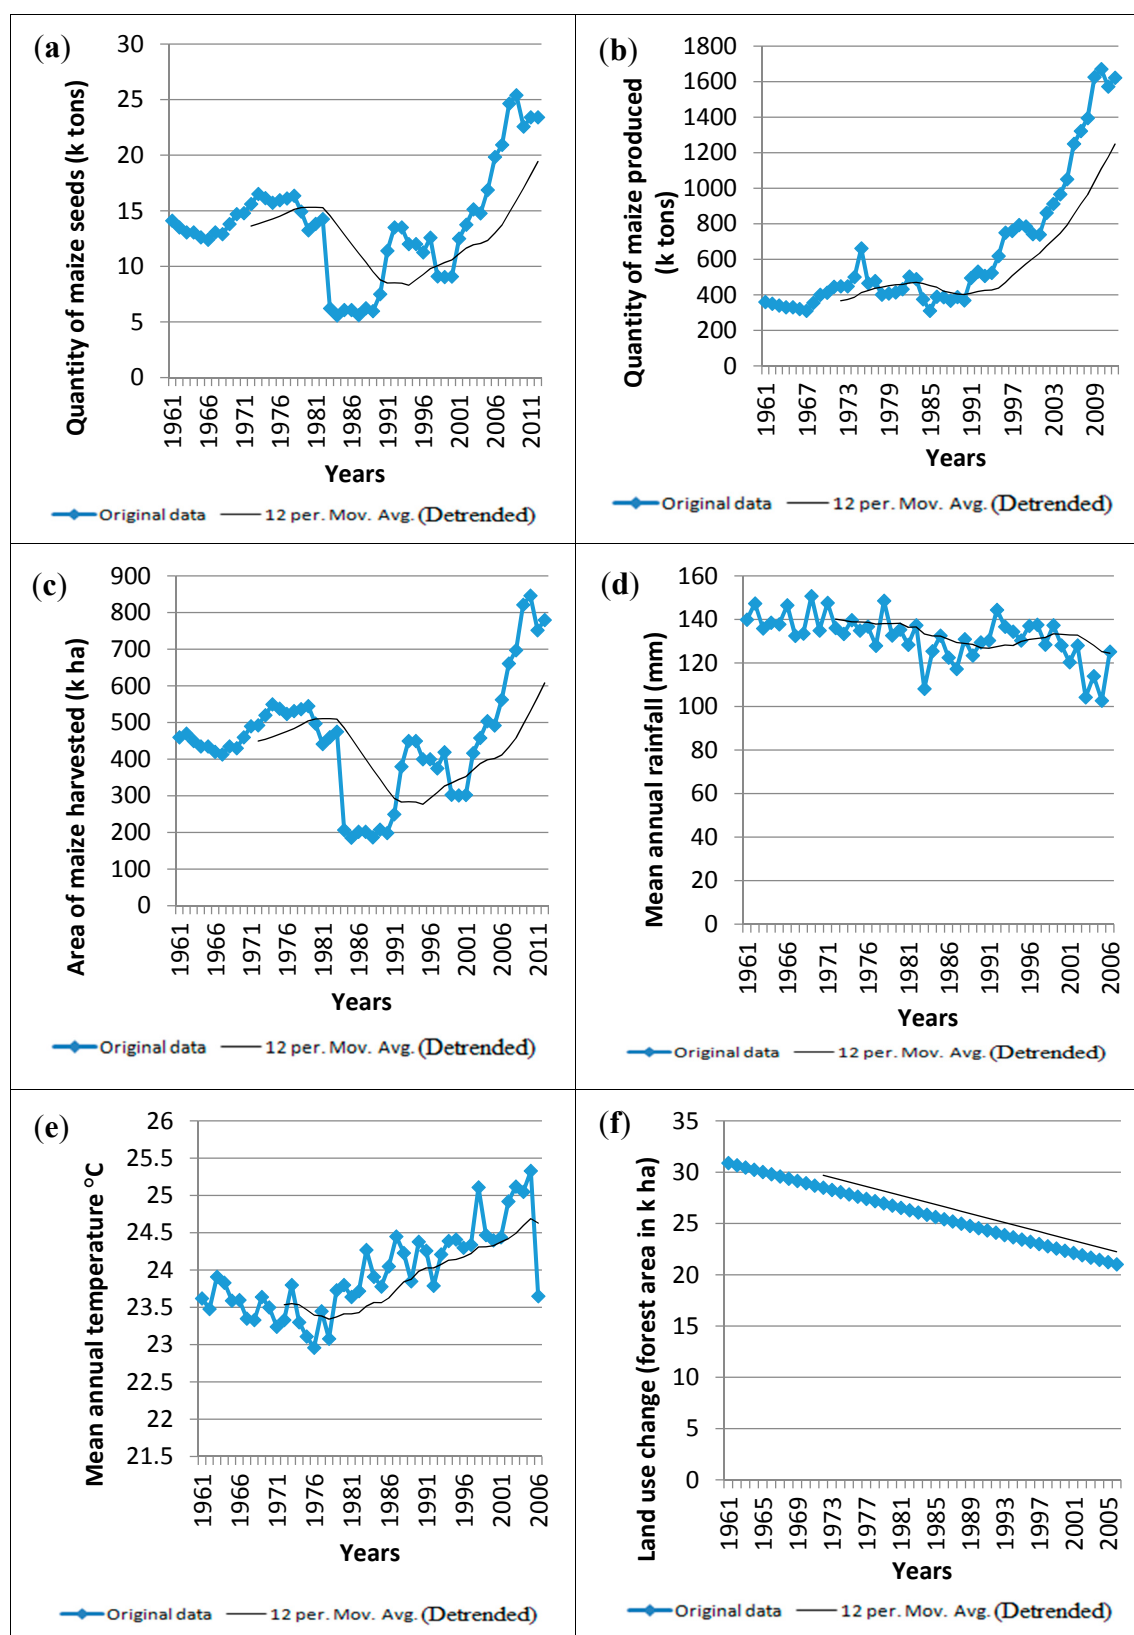 (a)
Quantity of maize seeds (k tons)
30
25
20
15
10
5
0
1961 1966 1971 1976 1981 1986 1991 1996 2001 2006 2011
Years
Original data 12 per. Mov. Avg. (Detrended)
(b)
Quantity of maize produced
(k tons)
1800
1600
1400
1200
1000
800
600
400
200
0
1961 1967 1973 1979 1985 1991 1997 2003 2009
Years
Original data 12 per. Mov. Avg. (Detrended)
(c)
Area of maize harvested (k ha)
900
800
700
600
500
400
300
200
100
0
1961 1966 1971 1976 1981 1986 1991 1996 2001 2006 2011
Years
Original data 12 per. Mov. Avg. (Detrended)
(d)
Mean annual rainfall (mm)
160
140
120
100
80
60
40
20
0
1961 1966 1971 1976 1981 1986 1991 1996 2001 2006
Years
Original data 12 per. Mov. Avg. (Detrended)
(e)
Mean annual temperature °C
26
25.5
25
24.5
24
23.5
23
22.5
22
21.5
1961 1966 1971 1976 1981 1986 1991 1996 2001 2006
Years
Original data 12 per. Mov. Avg. (Detrended)
(f)
Land use change (forest area in k ha)
35
30
25
20
15
10
5
0
1961 1965 1969 1973 1977 1981 1985 1989 1993 1997 2001 2005
Years
Original data 12 per. Mov. Avg. (Detrended)